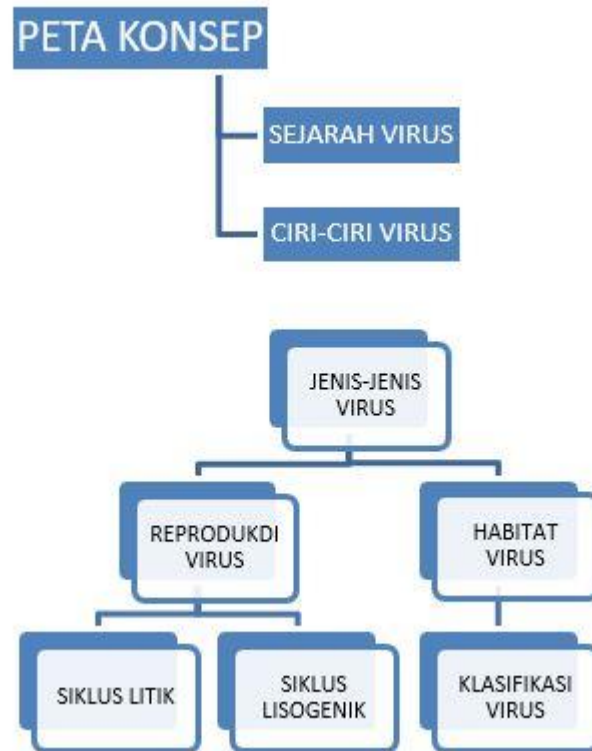 PETA KONSEP
SEJARAH VIRUS
CIRI-CIRI VIRUS
JENIS-JENIS
VIRUS
REPRODUKDI
VIRUS
HABITAT
VIRUS
SIKLUS LITIK
SIKLUS
LISOGENIK
KLASIFIKASI
VIRUS